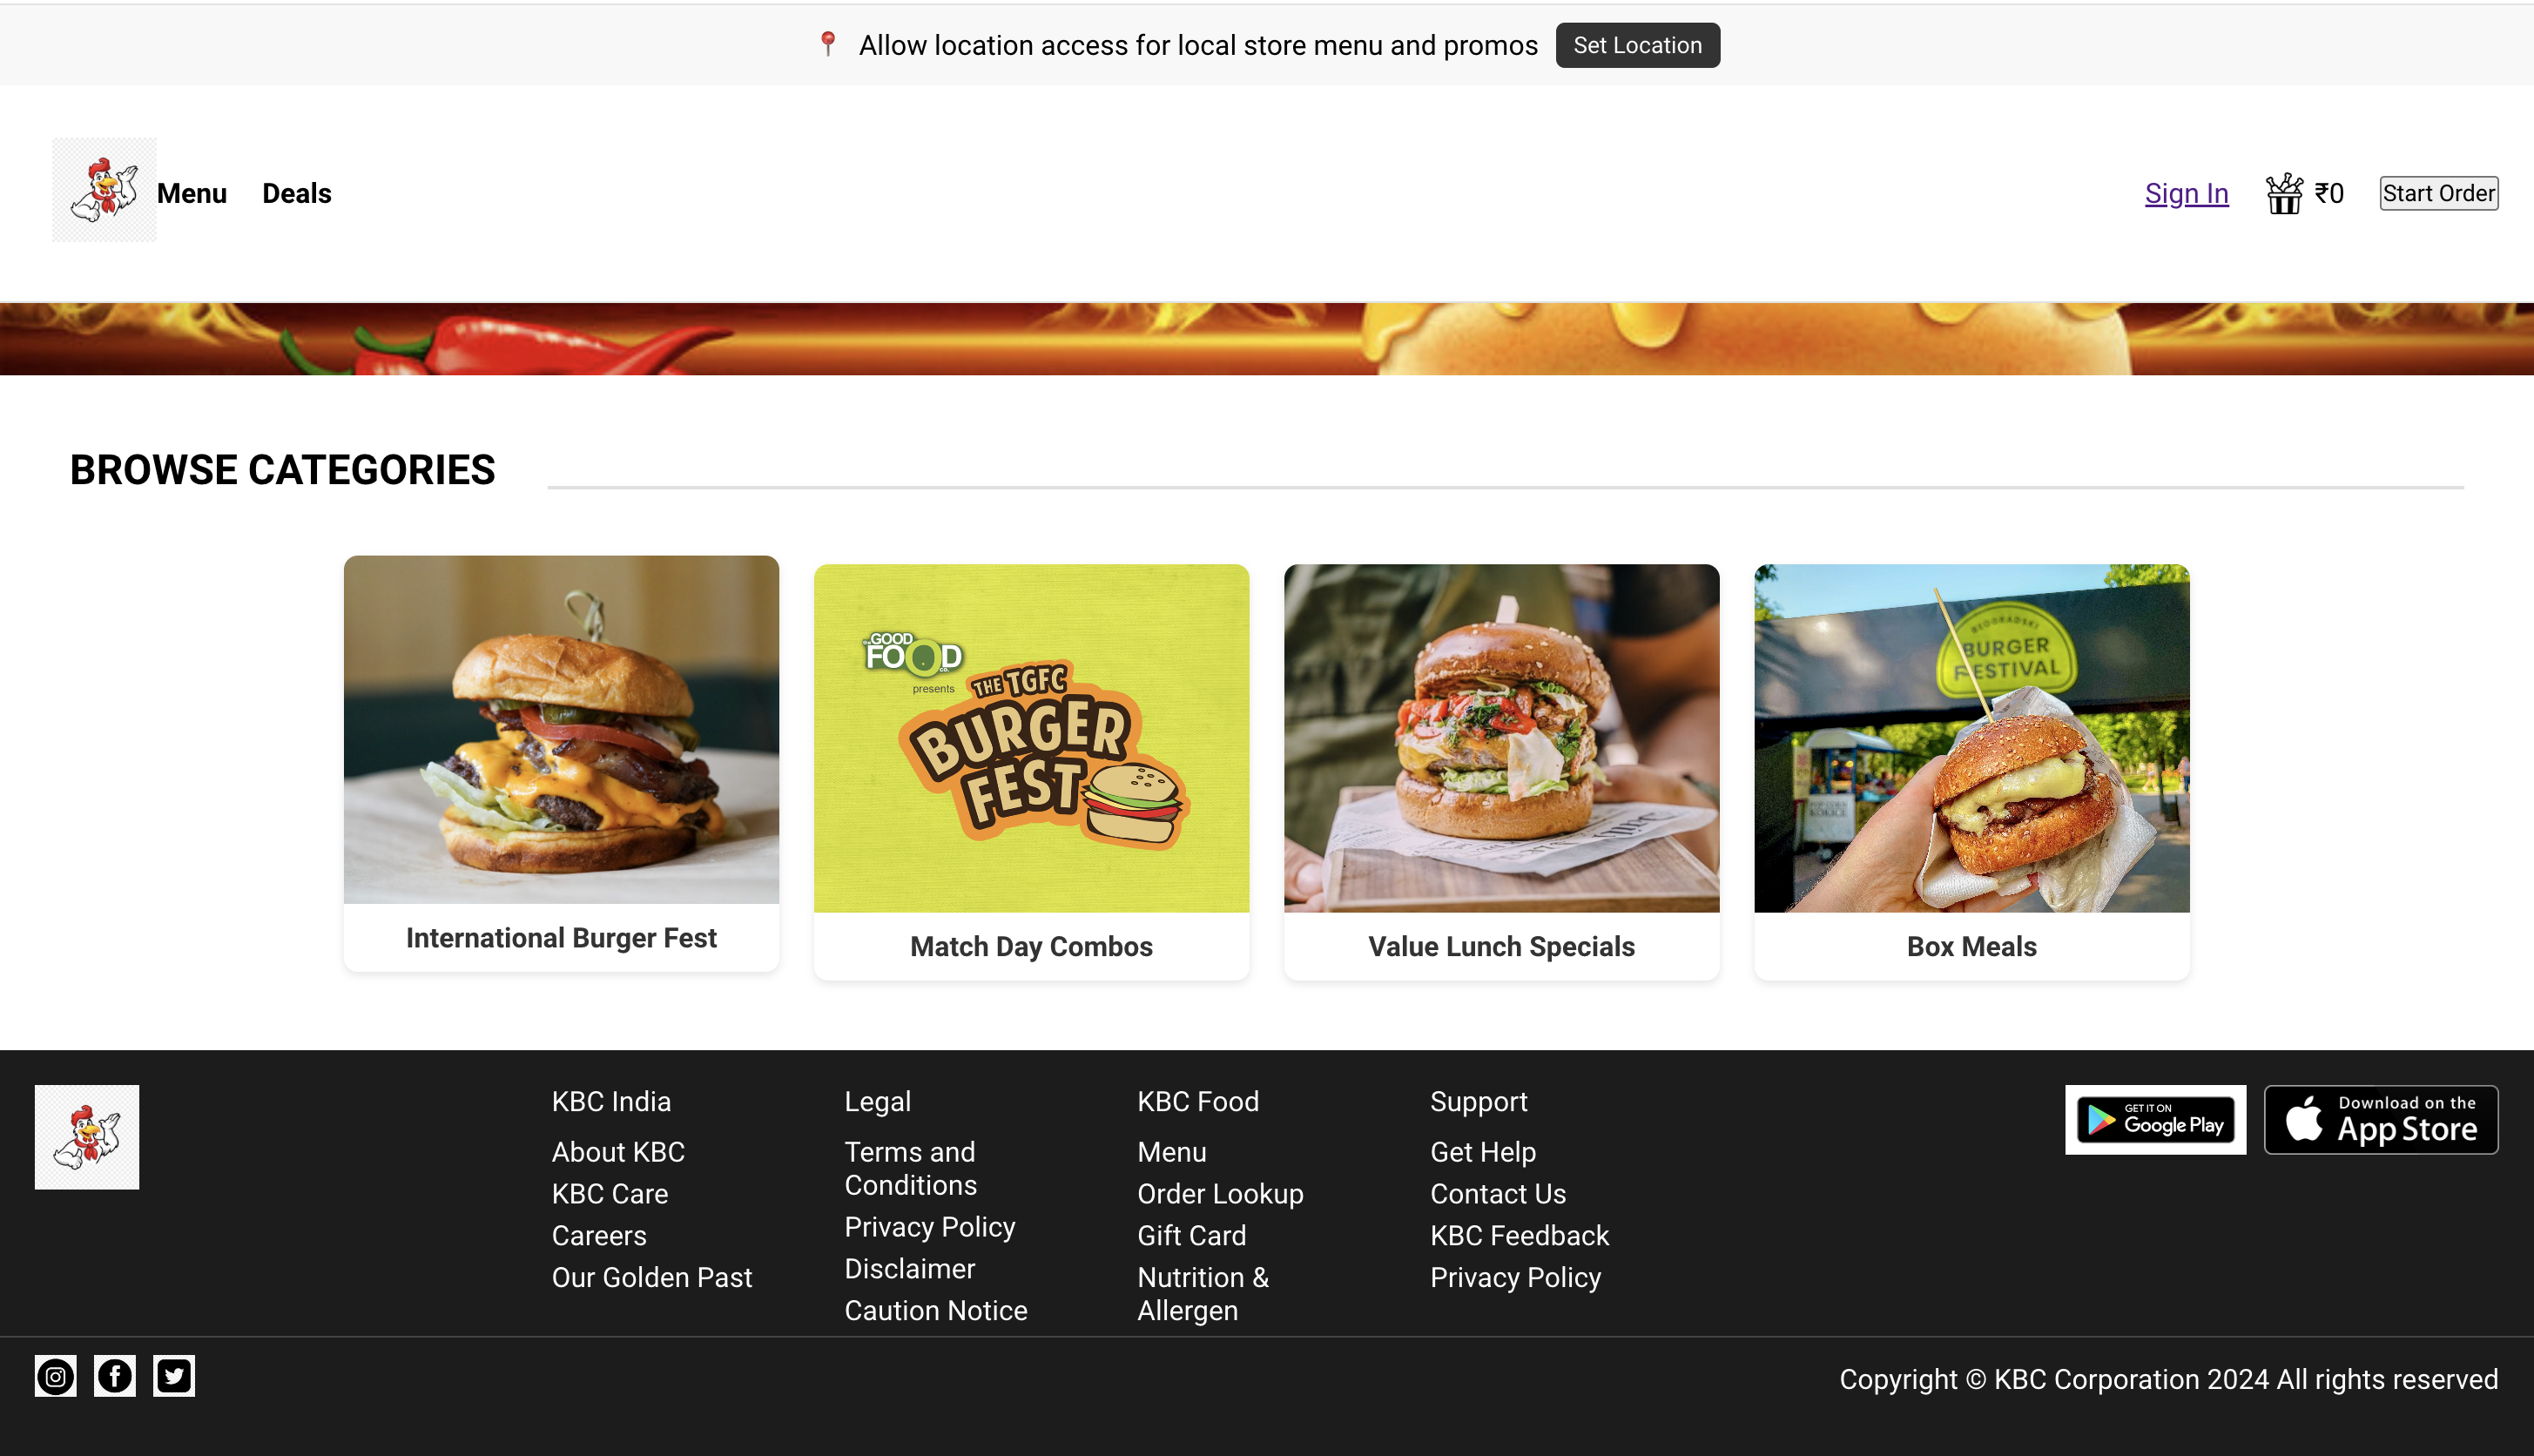 Allow location access for local store menu and promos Set Location
Menu Deals Sign In ₹0 Start Order
BROWSE CATEGORIES
THE GOOD
FOOD
CO.
presents
THE TGFC
BURGER
FEST
BEOGRADSKI
BURGER
FESTIVAL
International Burger Fest
Match Day Combos
Value Lunch Specials
Box Meals
KBC India
About KBC
KBC Care
Careers
Our Golden Past
Legal
Terms and
Conditions
Privacy Policy
Disclaimer
Caution Notice
KBC Food
Menu
Order Lookup
Gift Card
Nutrition &
Allergen
Support
Get Help
Contact Us
KBC Feedback
Privacy Policy
GET IT ON
Google Play
Download on the
App Store
Copyright © KBC Corporation 2024 All rights reserved